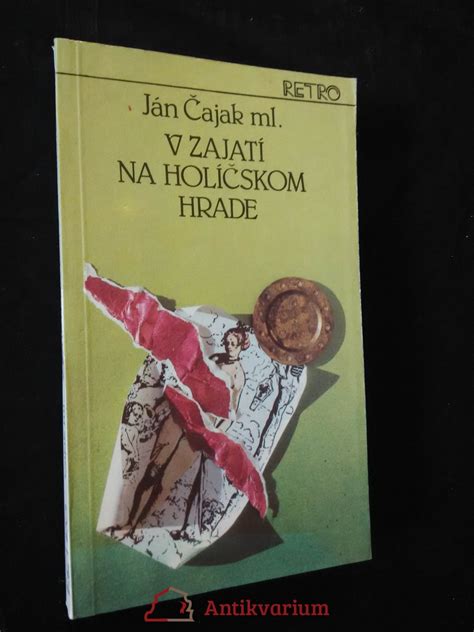 RETRO
Ján Čajak ml.
V ZAJATÍ
NA HOLÍČSKOM
HRADE
Antikvarium